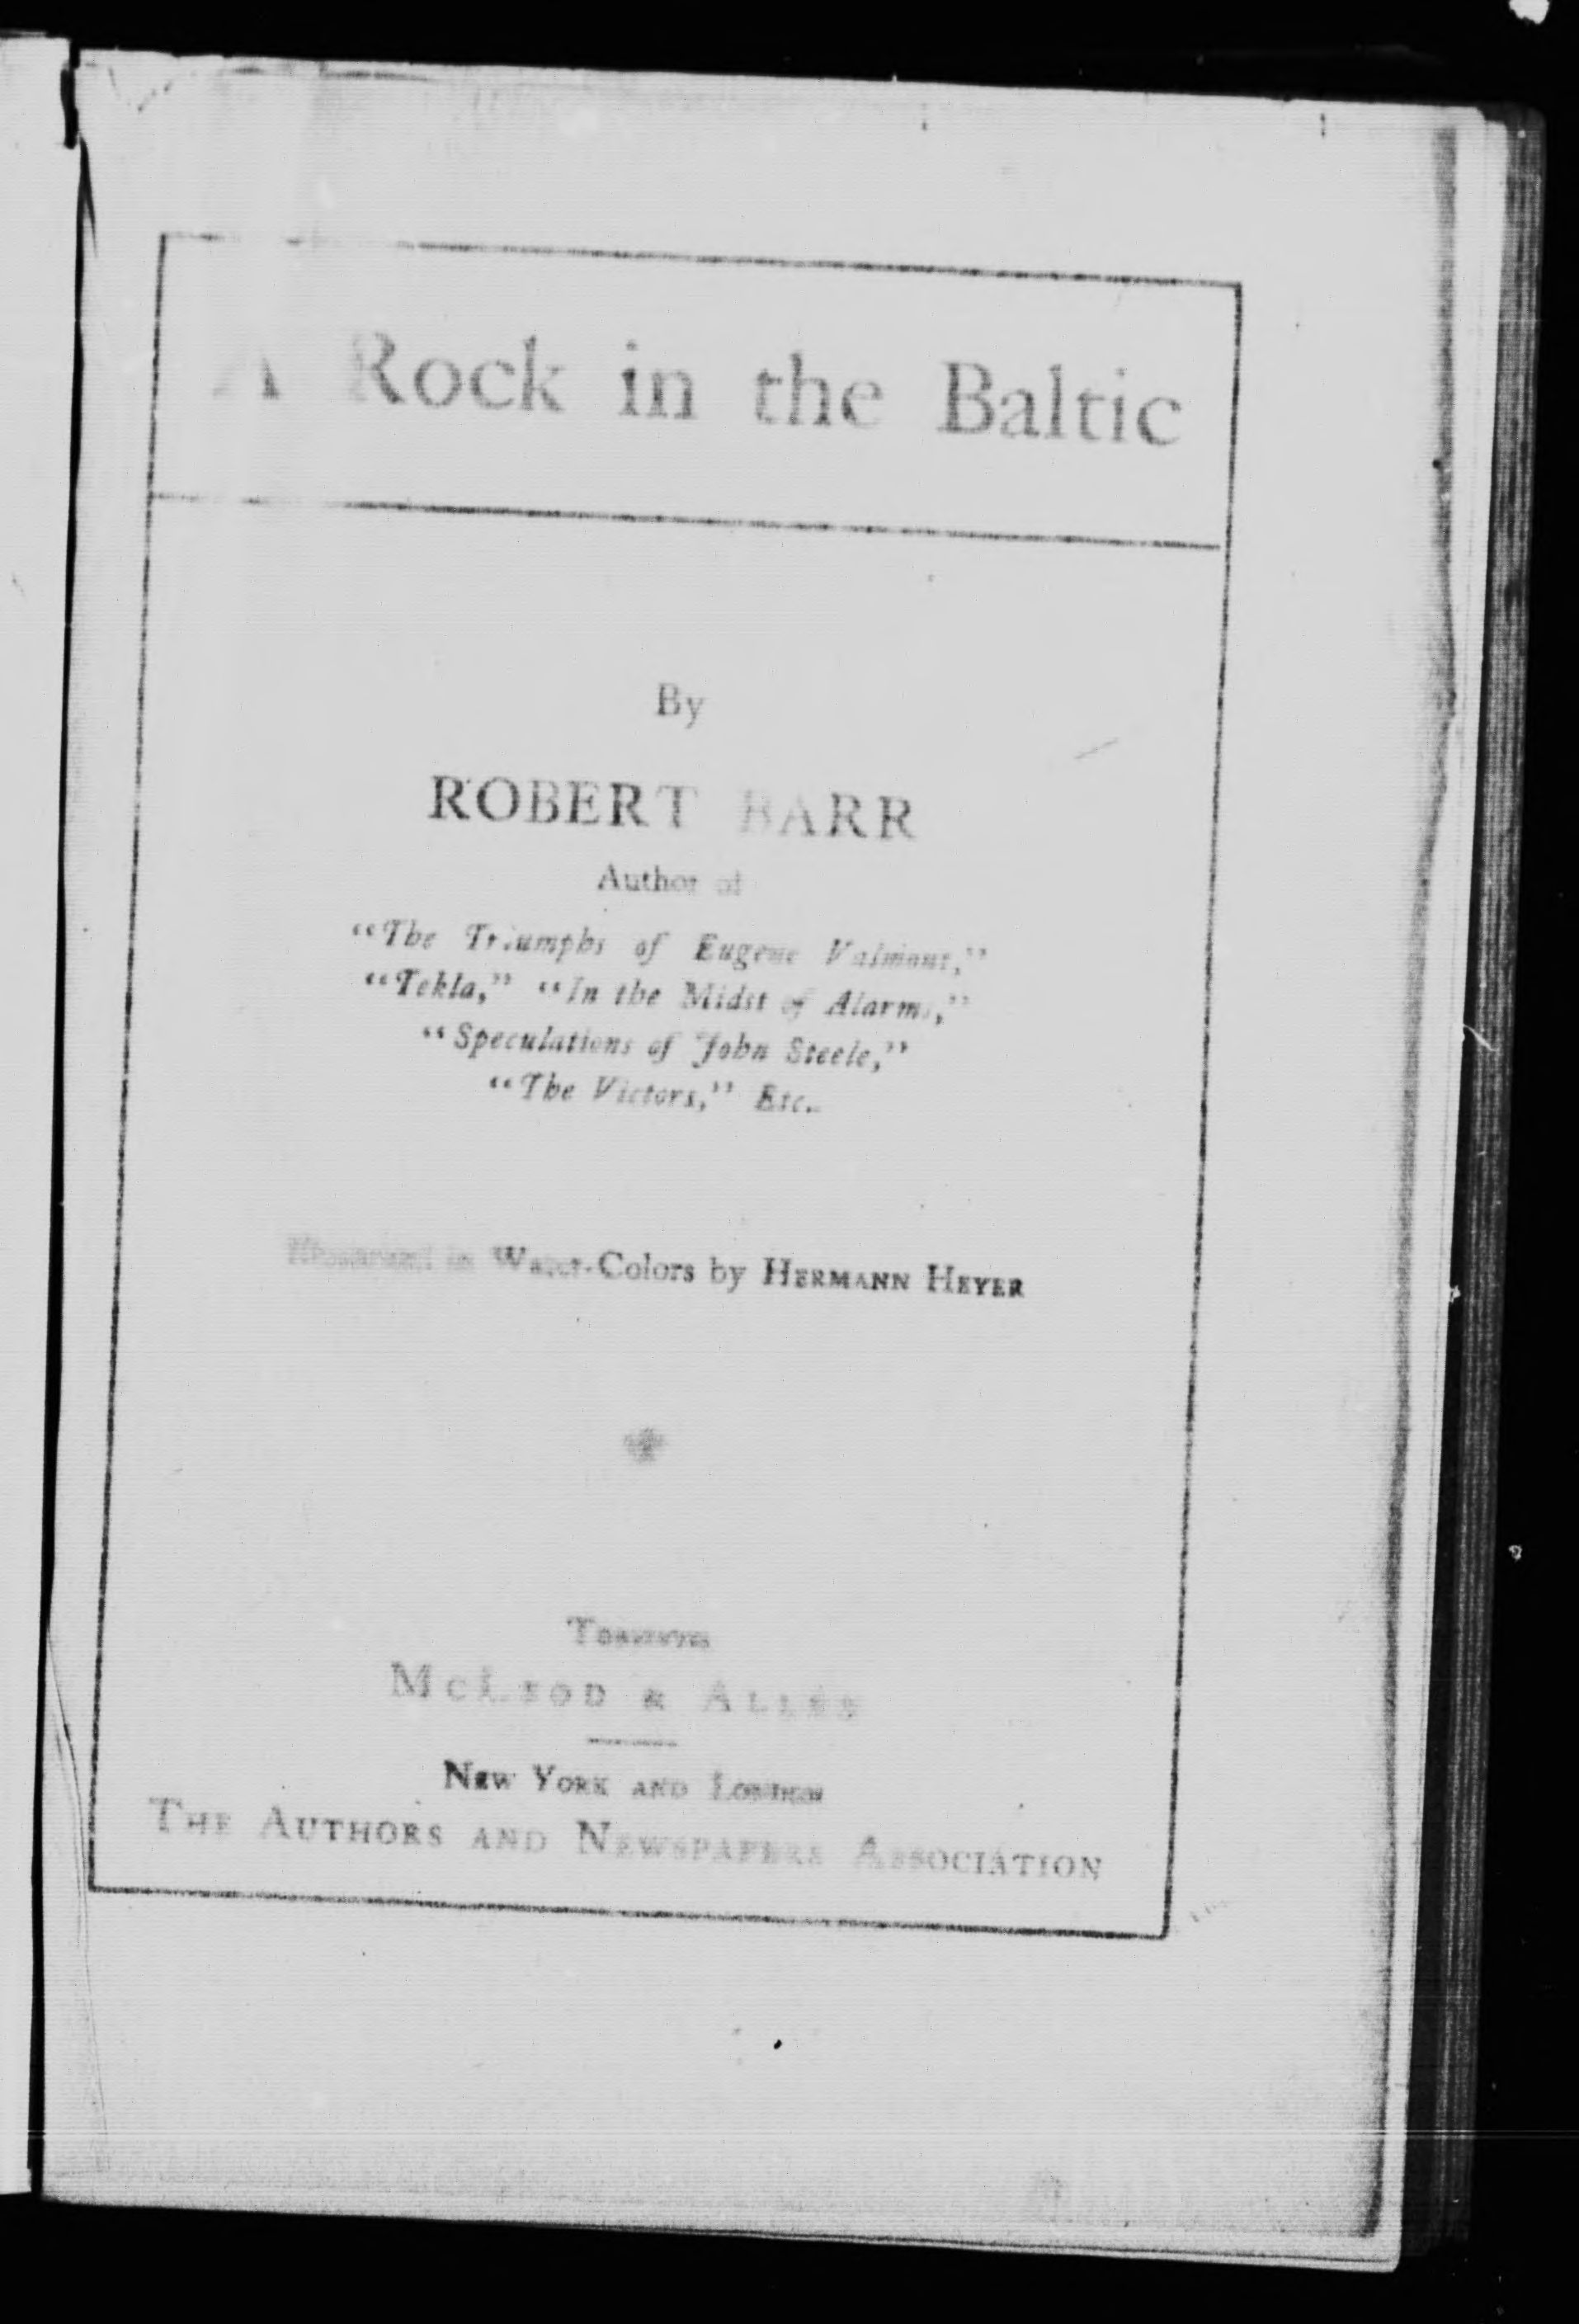 A Rock in the Baltic
By
ROBERT BARR
Author of
"The Triumphs of Eugene Valmont,"
"Tekla," "In the Midst of Alarms,"
"Speculations of John Steele,"
"The Victors," Etc.
Illustrated in Water-Colors by HERMANN HEYER
TORONTO
MCLEOD & ALLEN
NEW YORK AND LONDON
THE AUTHORS AND NEWSPAPERS ASSOCIATION